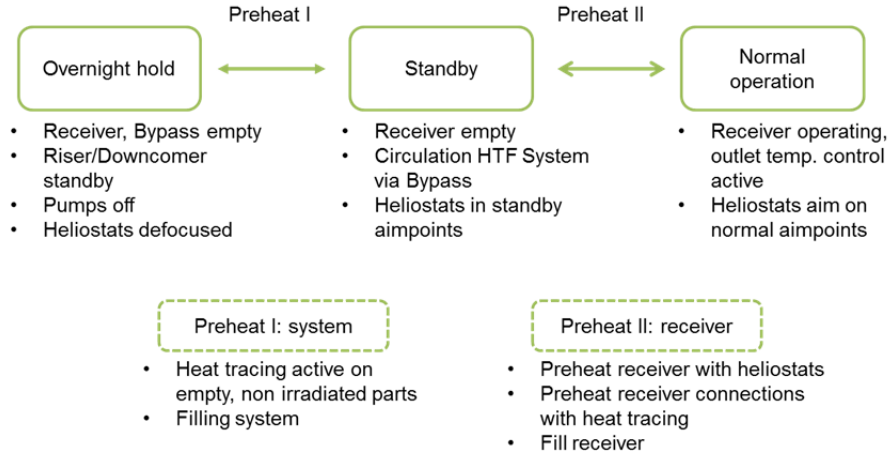 Preheat I
Preheat II
Overnight hold
Standby
Normal
operation
• Receiver, Bypass empty
• Riser/Downcomer
standby
• Pumps off
• Heliostats defocused
• Receiver empty
• Circulation HTF System
via Bypass
• Heliostats in standby
aimpoints
• Receiver operating,
outlet temp. control
active
• Heliostats aim on
normal aimpoints
Preheat I: system
• Heat tracing active on
empty, non irradiated parts
• Filling system
Preheat II: receiver
• Preheat receiver with heliostats
• Preheat receiver connections
with heat tracing
• Fill receiver